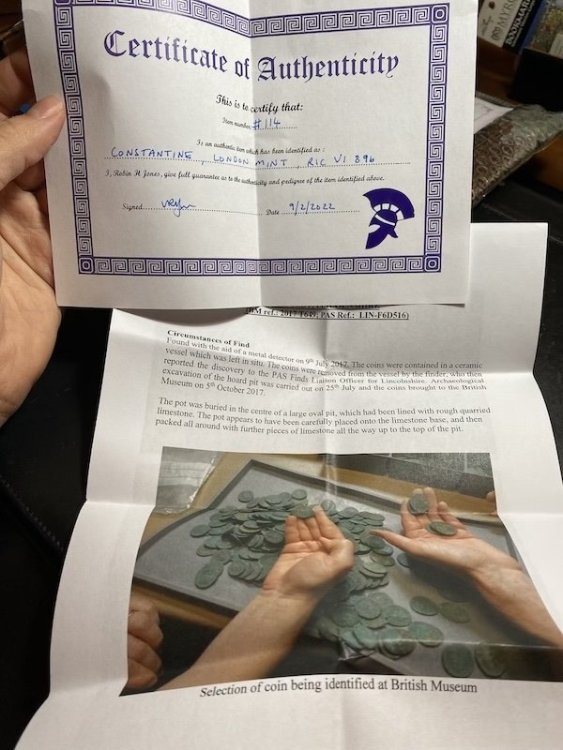 Certificate of Authenticity
This is to certify that:
Item number #114
Is an authentic item which has been identified as :
CONSTANTINE, LONDON MINT, RIC VI 896
I, Robin H Jones, give full guarantee as to the authenticity and pedigree of the item identified above.
Signed Date 9/2/2022
(BM ref.: 2017 T649; PAS Ref.: LIN-F6D516)
Circumstances of Find
Found with the aid of a metal detector on 9th July 2017. The coins were contained in a ceramic
vessel which was left in situ. The coins were removed from the vessel by the finder, who then
reported the discovery to the PAS Finds Liaison Officer for Lincolnshire. Archaeological
excavation of the hoard pit was carried out on 25th July and the coins brought to the British
Museum on 5th October 2017.
The pot was buried in the centre of a large oval pit, which had been lined with rough quarried
limestone. The pot appears to have been carefully placed onto the limestone base, and then
packed all around with further pieces of limestone all the way up to the top of the pit.
Selection of coin being identified at British Museum